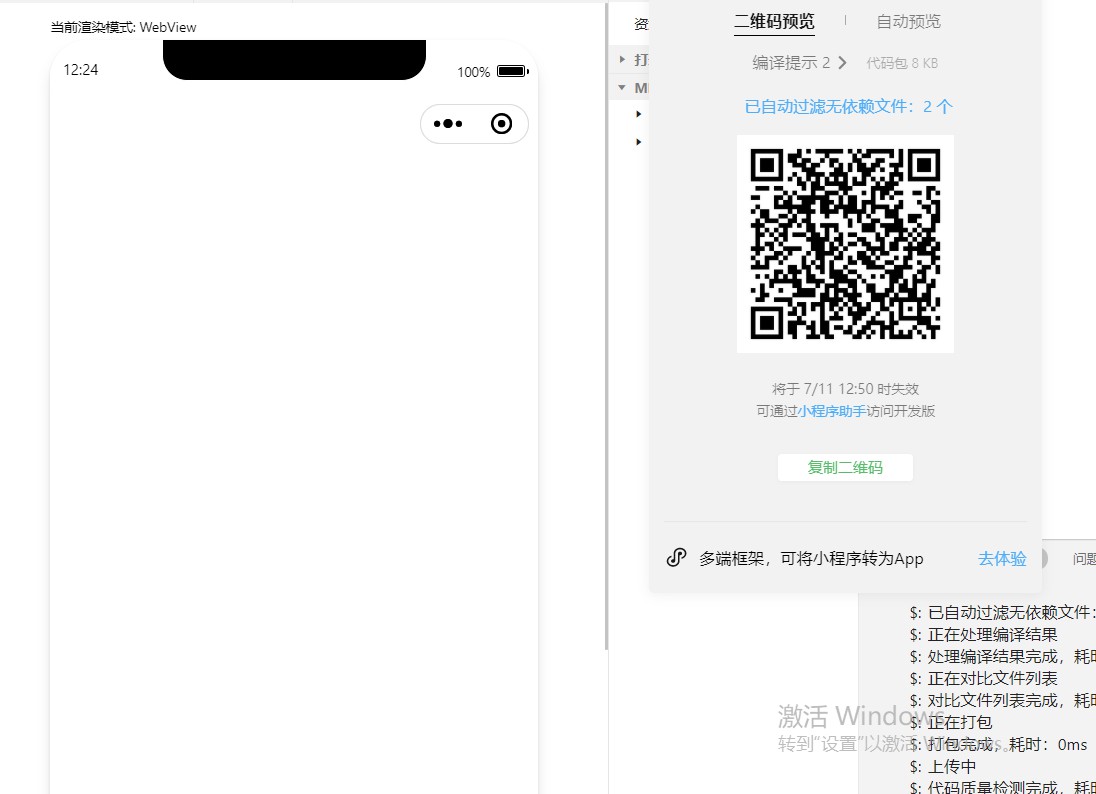 当前渲染模式: WebView
12:24
100%
资
打
二维码预览
自动预览
编译提示 2
代码包 8 KB
已自动过滤无依赖文件：2 个
将于 7/11 12:50 时失效
可通过小程序助手访问开发版
复制二维码
多端框架，可将小程序转为App
去体验
问题
$: 已自动过滤无依赖文件:
$: 正在处理编译结果
$: 处理编译结果完成，耗时
$: 正在对比文件列表
$: 对比文件列表完成，耗时
$: 正在打包
$: 打包完成，耗时：0ms
$: 上传中
$: 代码质量检测完成，耗时
激活 Windows
转到"设置"以激活 Windows。